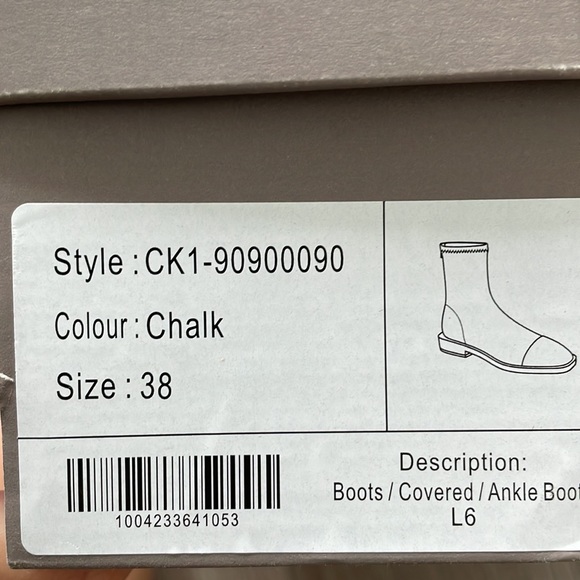 Style : CK1-90900090
Colour : Chalk
Size : 38
1004233641053
Description:
Boots / Covered / Ankle Boot
L6